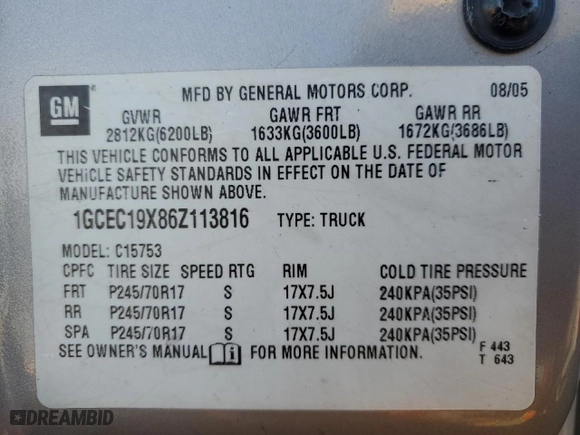 GM
MFD BY GENERAL MOTORS CORP. 08/05
GVWR GAWR FRT GAWR RR
2812KG(6200LB) 1633KG(3600LB) 1672KG(3686LB)
THIS VEHICLE CONFORMS TO ALL APPLICABLE U.S. FEDERAL MOTOR
VEHICLE SAFETY STANDARDS IN EFFECT ON THE DATE OF
MANUFACTURE SHOWN ABOVE.
1GCEC19X86Z113816 TYPE: TRUCK
MODEL: C15753
CPFC TIRE SIZE SPEED RTG RIM COLD TIRE PRESSURE
FRT P245/70R17 S 17X7.5J 240KPA(35PSI)
RR P245/70R17 S 17X7.5J 240KPA(35PSI)
SPA P245/70R17 S 17X7.5J 240KPA(35PSI)
SEE OWNER'S MANUAL i FOR MORE INFORMATION. F 443
T 643
DREAMBID